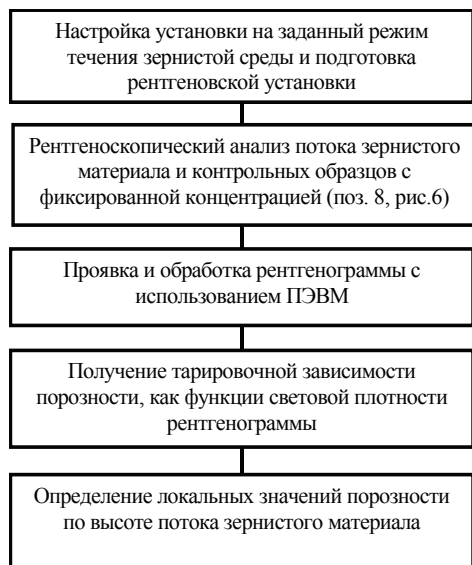 Настройка установки на заданный режим
течения зернистой среды и подготовка
рентгеновской установки
Рентгеноскопический анализ потока зернистого
материала и контрольных образцов с
фиксированной концентрацией (поз. 8, рис.6)
Проявка и обработка рентгенограммы с
использованием ПЭВМ
Получение тарировочной зависимости
порозности, как функции световой плотности
рентгенограммы
Определение локальных значений порозности
по высоте потока зернистого материала